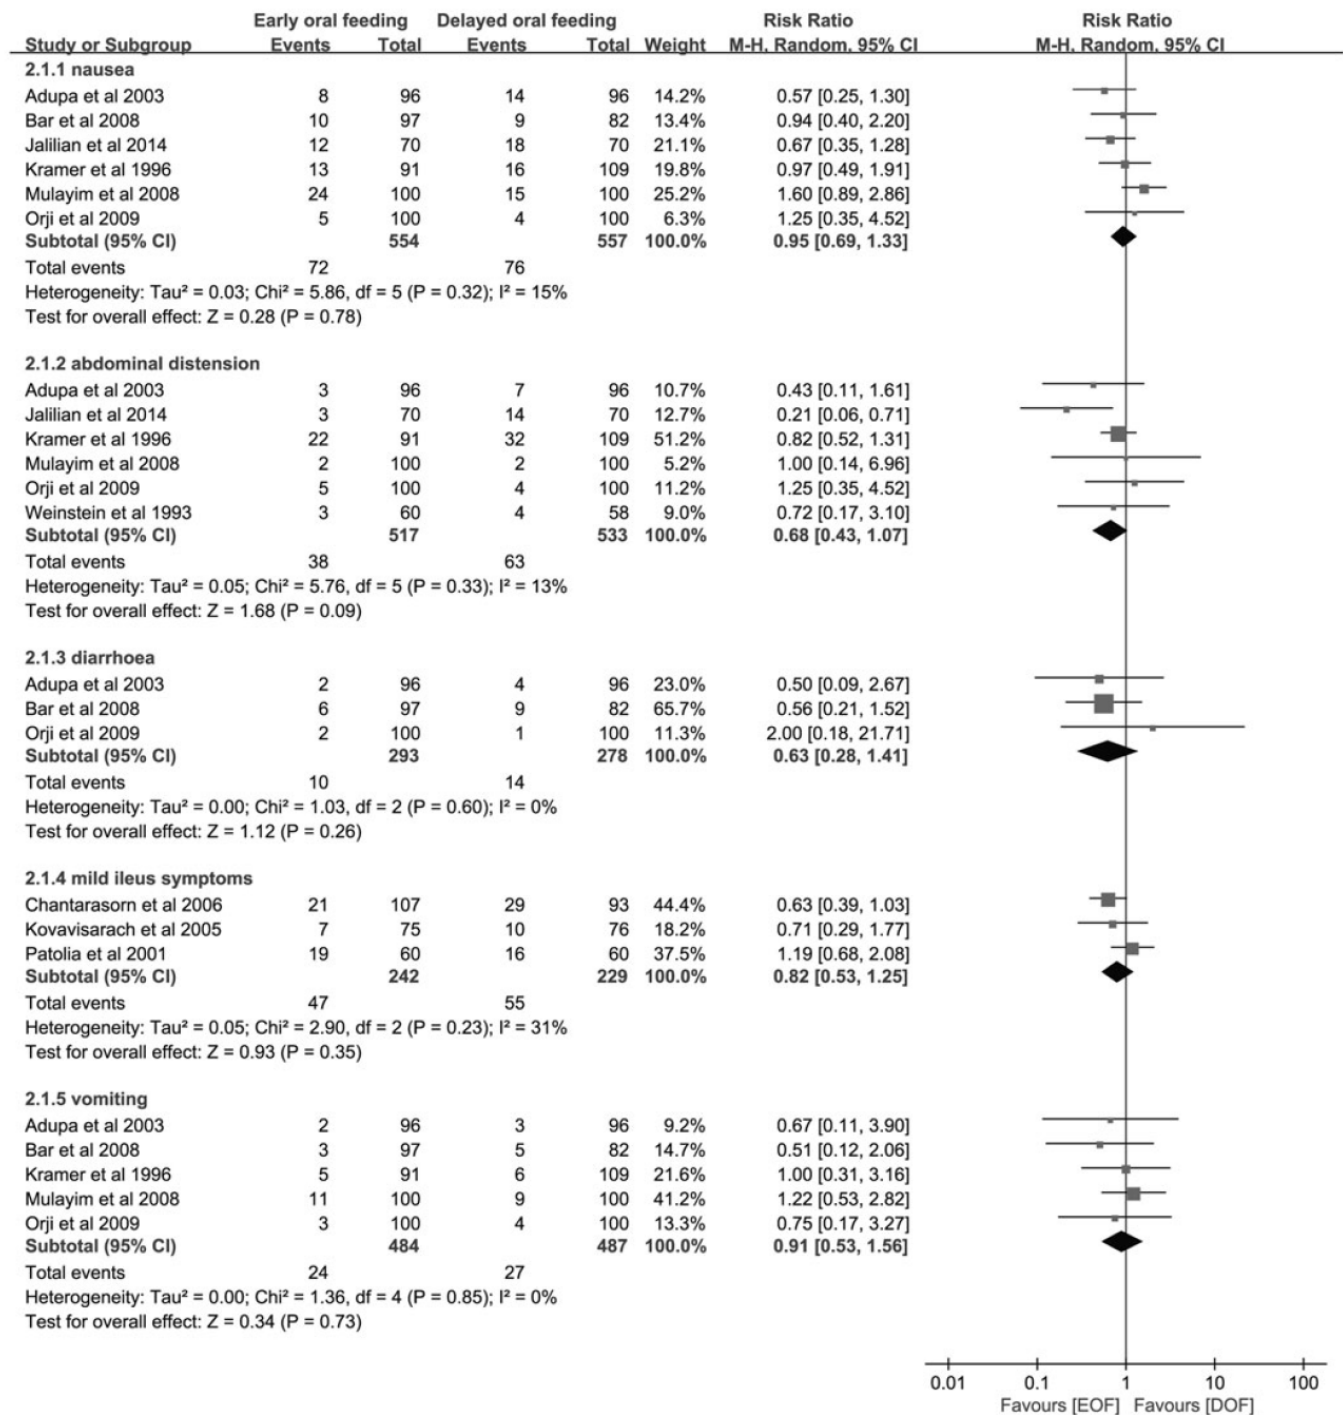 Early oral feeding Delayed oral feeding Risk Ratio Risk Ratio
Study or Subgroup Events Total Events Total Weight M-H, Random, 95% CI M-H, Random, 95% CI
2.1.1 nausea
Adupa et al 2003 8 96 14 96 14.2% 0.57 [0.25, 1.30]
Bar et al 2008 10 97 9 82 13.4% 0.94 [0.40, 2.20]
Jalilian et al 2014 12 70 18 70 21.1% 0.67 [0.35, 1.28]
Kramer et al 1996 13 91 16 109 19.8% 0.97 [0.49, 1.91]
Mulayim et al 2008 24 100 15 100 25.2% 1.60 [0.89, 2.86]
Orji et al 2009 5 100 4 100 6.3% 1.25 [0.35, 4.52]
Subtotal (95% CI) 554 557 100.0% 0.95 [0.69, 1.33]
Total events 72 76
Heterogeneity: Tau² = 0.03; Chi² = 5.86, df = 5 (P = 0.32); I² = 15%
Test for overall effect: Z = 0.28 (P = 0.78)
2.1.2 abdominal distension
Adupa et al 2003 3 96 7 96 10.7% 0.43 [0.11, 1.61]
Jalilian et al 2014 3 70 14 70 12.7% 0.21 [0.06, 0.71]
Kramer et al 1996 22 91 32 109 51.2% 0.82 [0.52, 1.31]
Mulayim et al 2008 2 100 2 100 5.2% 1.00 [0.14, 6.96]
Orji et al 2009 5 100 4 100 11.2% 1.25 [0.35, 4.52]
Weinstein et al 1993 3 60 4 58 9.0% 0.72 [0.17, 3.10]
Subtotal (95% CI) 517 533 100.0% 0.68 [0.43, 1.07]
Total events 38 63
Heterogeneity: Tau² = 0.05; Chi² = 5.76, df = 5 (P = 0.33); I² = 13%
Test for overall effect: Z = 1.68 (P = 0.09)
2.1.3 diarrhoea
Adupa et al 2003 2 96 4 96 23.0% 0.50 [0.09, 2.67]
Bar et al 2008 6 97 9 82 65.7% 0.56 [0.21, 1.52]
Orji et al 2009 2 100 1 100 11.3% 2.00 [0.18, 21.71]
Subtotal (95% CI) 293 278 100.0% 0.63 [0.28, 1.41]
Total events 10 14
Heterogeneity: Tau² = 0.00; Chi² = 1.03, df = 2 (P = 0.60); I² = 0%
Test for overall effect: Z = 1.12 (P = 0.26)
2.1.4 mild ileus symptoms
Chantarasorn et al 2006 21 107 29 93 44.4% 0.63 [0.39, 1.03]
Kovavisarach et al 2005 7 75 10 76 18.2% 0.71 [0.29, 1.77]
Patolia et al 2001 19 60 16 60 37.5% 1.19 [0.68, 2.08]
Subtotal (95% CI) 242 229 100.0% 0.82 [0.53, 1.25]
Total events 47 55
Heterogeneity: Tau² = 0.05; Chi² = 2.90, df = 2 (P = 0.23); I² = 31%
Test for overall effect: Z = 0.93 (P = 0.35)
2.1.5 vomiting
Adupa et al 2003 2 96 3 96 9.2% 0.67 [0.11, 3.90]
Bar et al 2008 3 97 5 82 14.7% 0.51 [0.12, 2.06]
Kramer et al 1996 5 91 6 109 21.6% 1.00 [0.31, 3.16]
Mulayim et al 2008 11 100 9 100 41.2% 1.22 [0.53, 2.82]
Orji et al 2009 3 100 4 100 13.3% 0.75 [0.17, 3.27]
Subtotal (95% CI) 484 487 100.0% 0.91 [0.53, 1.56]
Total events 24 27
Heterogeneity: Tau² = 0.00; Chi² = 1.36, df = 4 (P = 0.85); I² = 0%
Test for overall effect: Z = 0.34 (P = 0.73)
0.01 0.1 1 10 100
Favours [EOF] Favours [DOF]